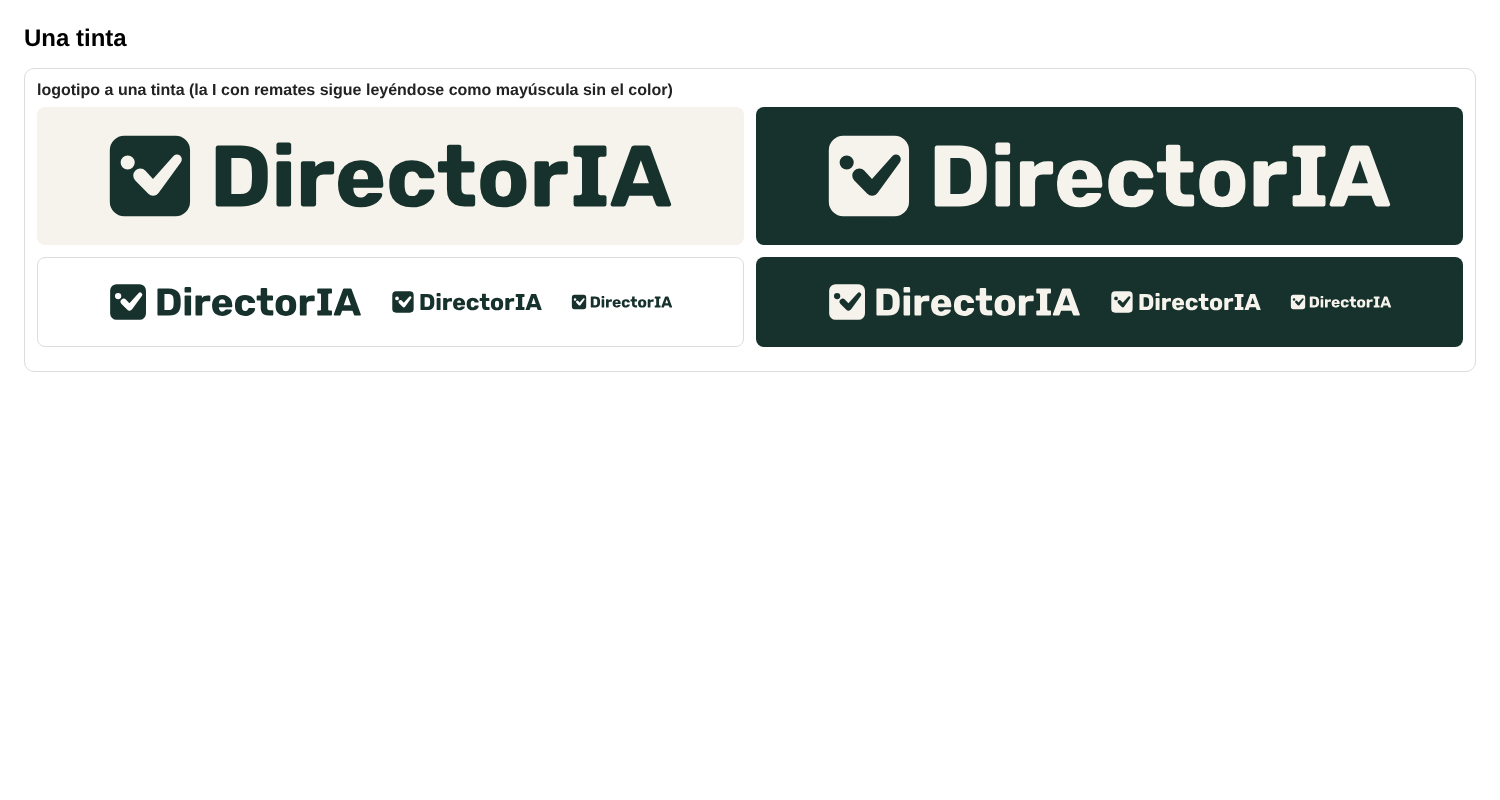 Una tinta
logotipo a una tinta (la I con remates sigue leyéndose como mayúscula sin el color)
DirectorIA
DirectorIA
DirectorIA DirectorIA DirectorIA
DirectorIA DirectorIA DirectorIA